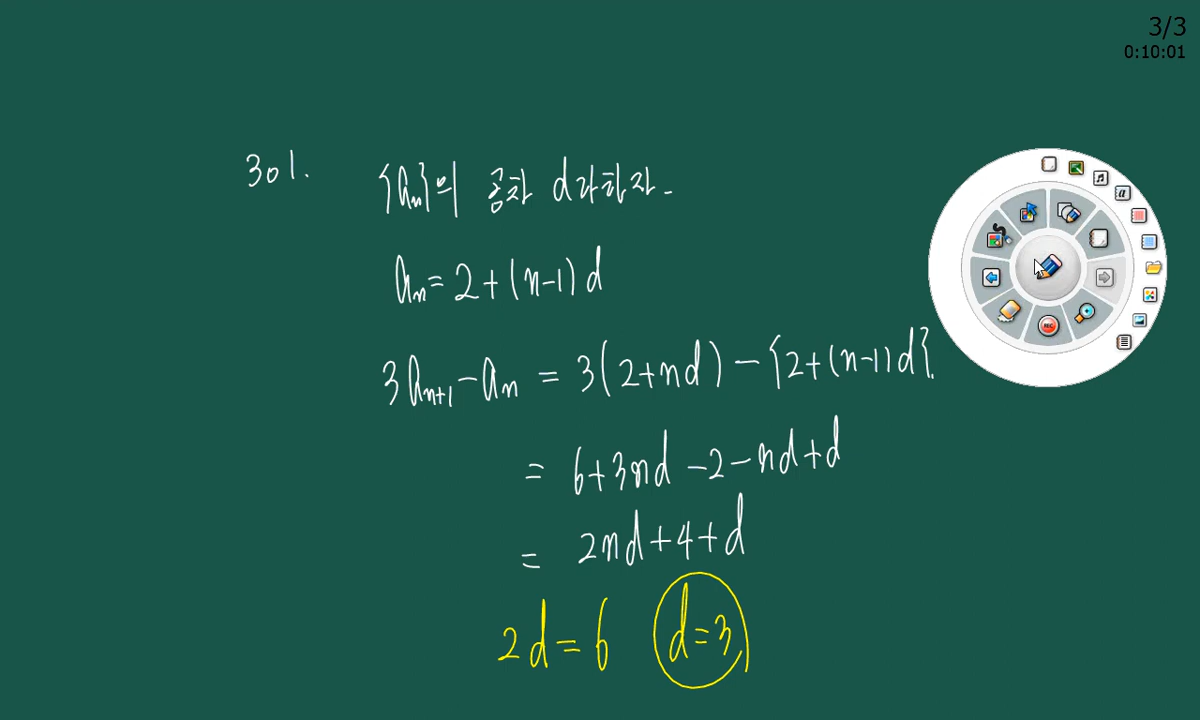 3/3
0:10:01
301. {aₙ}의 공차 d라하자.
aₙ = 2+(n-1)d
3aₙ₊₁ - aₙ = 3(2+nd) - {2+(n-1)d}.
= 6+3nd -2-nd+d
= 2nd+4+d
2d=6 d=3